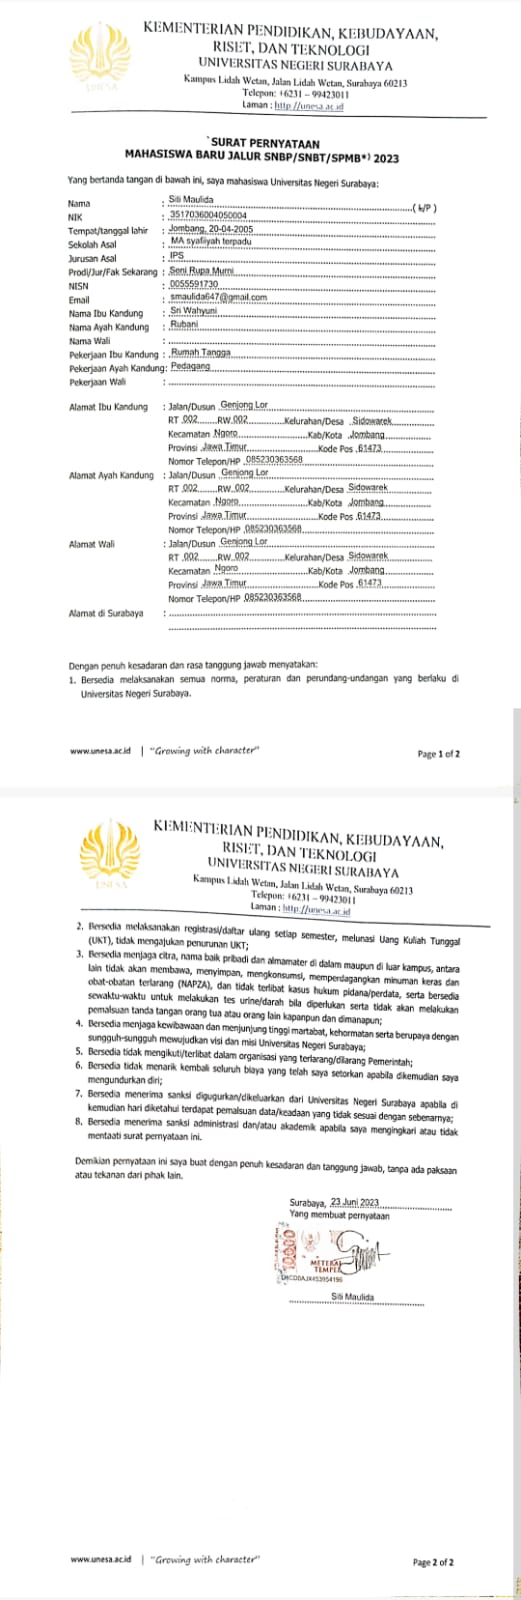 KEMENTERIAN PENDIDIKAN, KEBUDAYAAN,
RISET, DAN TEKNOLOGI
UNIVERSITAS NEGERI SURABAYA
Kampus Lidah Wetan, Jalan Lidah Wetan, Surabaya 60213
Telepon: +6231 – 99423011
Laman : http://unesa.ac.id
UNESA
`SURAT PERNYATAAN
MAHASISWA BARU JALUR SNBP/SNBT/SPMB*) 2023
Yang bertanda tangan di bawah ini, saya mahasiswa Universitas Negeri Surabaya:
Nama : Siti Maulida (L/P)
NIK : 3517036004050004
Tempat/tanggal lahir : Jombang, 20-04-2005
Sekolah Asal : MA syafiiyah terpadu
Jurusan Asal : IPS
Prodi/Jur/Fak Sekarang : Seni Rupa Murni
NISN : 0055591730
Email : smaulida647@gmail.com
Nama Ibu Kandung : Sri Wahyuni
Nama Ayah Kandung : Rubani
Nama Wali :
Pekerjaan Ibu Kandung : Rumah Tangga
Pekerjaan Ayah Kandung: Pedagang
Pekerjaan Wali :
Alamat Ibu Kandung : Jalan/Dusun Genjong Lor
RT 002 RW 002 Kelurahan/Desa Sidowarek
Kecamatan Ngoro Kab/Kota Jombang
Provinsi Jawa Timur Kode Pos 61473
Nomor Telepon/HP 085230363568
Alamat Ayah Kandung : Jalan/Dusun Genjong Lor
RT 002 RW 002 Kelurahan/Desa Sidowarek
Kecamatan Ngoro Kab/Kota Jombang
Provinsi Jawa Timur Kode Pos 61473
Nomor Telepon/HP 085230363568
Alamat Wali : Jalan/Dusun Genjong Lor
RT 002 RW 002 Kelurahan/Desa Sidowarek
Kecamatan Ngoro Kab/Kota Jombang
Provinsi Jawa Timur Kode Pos 61473
Nomor Telepon/HP 085230363568
Alamat di Surabaya :
Dengan penuh kesadaran dan rasa tanggung jawab menyatakan:
1. Bersedia melaksanakan semua norma, peraturan dan perundang-undangan yang berlaku di
Universitas Negeri Surabaya.
www.unesa.ac.id | "Growing with character"
Page 1 of 2
KEMENTERIAN PENDIDIKAN, KEBUDAYAAN,
RISET, DAN TEKNOLOGI
UNIVERSITAS NEGERI SURABAYA
Kampus Lidah Wetan, Jalan Lidah Wetan, Surabaya 60213
Telepon: +6231 – 99423011
Laman : http://unesa.ac.id
UNESA
2. Bersedia melaksanakan registrasi/daftar ulang setiap semester, melunasi Uang Kuliah Tunggal
(UKT), tidak mengajukan penurunan UKT;
3. Bersedia menjaga citra, nama baik pribadi dan almamater di dalam maupun di luar kampus, antara
lain tidak akan membawa, menyimpan, mengkonsumsi, memperdagangkan minuman keras dan
obat-obatan terlarang (NAPZA), dan tidak terlibat kasus hukum pidana/perdata, serta bersedia
sewaktu-waktu untuk melakukan tes urine/darah bila diperlukan serta tidak akan melakukan
pemalsuan tanda tangan orang tua atau orang lain kapanpun dan dimanapun;
4. Bersedia menjaga kewibawaan dan menjunjung tinggi martabat, kehormatan serta berupaya dengan
sungguh-sungguh mewujudkan visi dan misi Universitas Negeri Surabaya;
5. Bersedia tidak mengikuti/terlibat dalam organisasi yang terlarang/dilarang Pemerintah;
6. Bersedia tidak menarik kembali seluruh biaya yang telah saya setorkan apabila dikemudian saya
mengundurkan diri;
7. Bersedia menerima sanksi digugurkan/dikeluarkan dari Universitas Negeri Surabaya apabila di
kemudian hari diketahui terdapat pemalsuan data/keadaan yang tidak sesuai dengan sebenarnya;
8. Bersedia menerima sanksi administrasi dan/atau akademik apabila saya mengingkari atau tidak
mentaati surat pernyataan ini.
Demikian pernyataan ini saya buat dengan penuh kesadaran dan tanggung jawab, tanpa ada paksaan
atau tekanan dari pihak lain.
Surabaya, 23 Juni 2023
Yang membuat pernyataan
10000
METERAI
TEMPEL
Siti Maulida
www.unesa.ac.id | "Growing with character"
Page 2 of 2